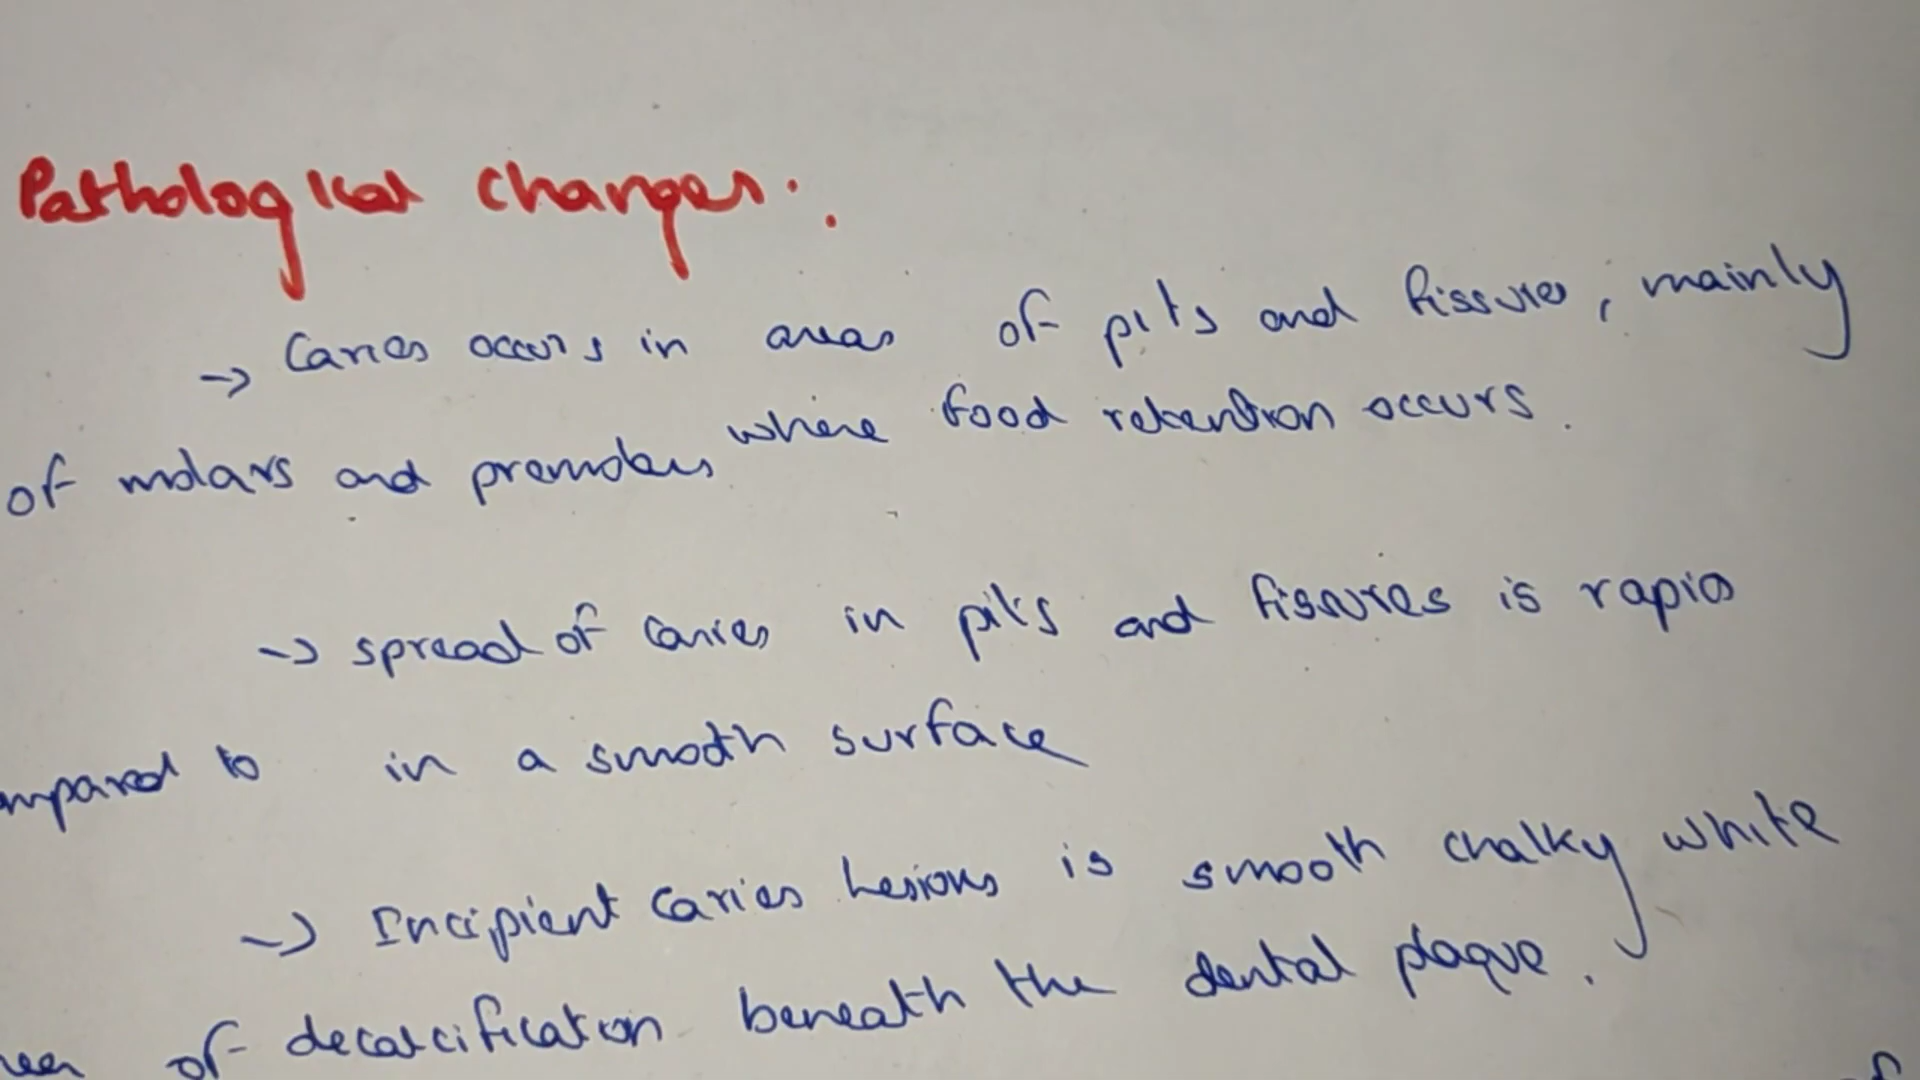 Pathological changes:
→ Caries occurs in areas of pits and fissures, mainly
of molars and premolars where food retention occurs.
→ spread of caries in pits and fissures is rapid
mpared to in a smooth surface
→ Incipient caries lesions is smooth chalky white
of decalcification beneath the dental plaque.